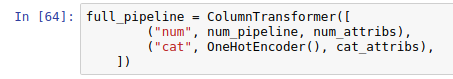 In [64]: full_pipeline = ColumnTransformer([
("num", num_pipeline, num_attribs),
("cat", OneHotEncoder(), cat_attribs),
])